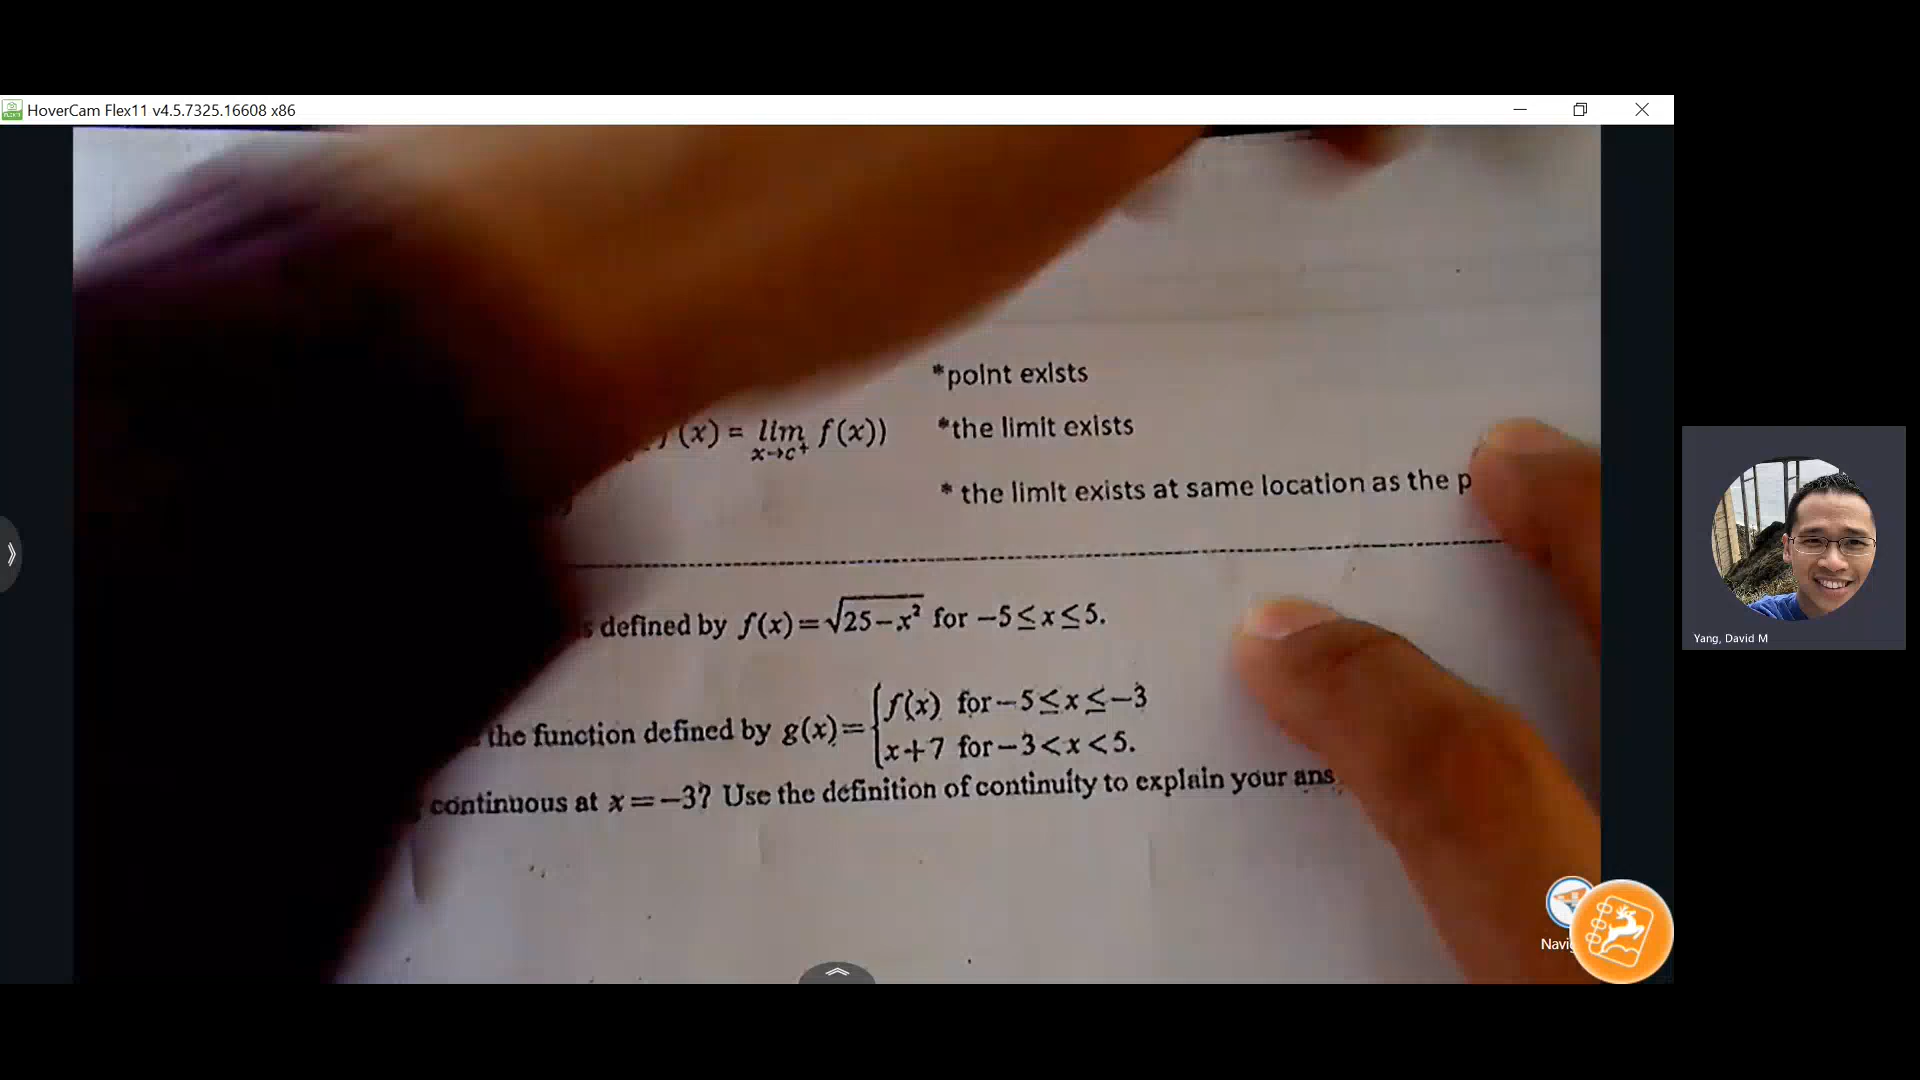 HoverCam Flex11 v4.5.7325.16608 x86
*point exists
(x) = lim f(x))
x→c⁺
*the limit exists
* the limit exists at same location as the
defined by f(x)=√25−x² for −5≤x≤5.
the function defined by g(x)={f(x) for −5≤x≤−3
x+7 for −3<x<5.
continuous at x=−3? Use the definition of continuity to explain your
Yang, David M